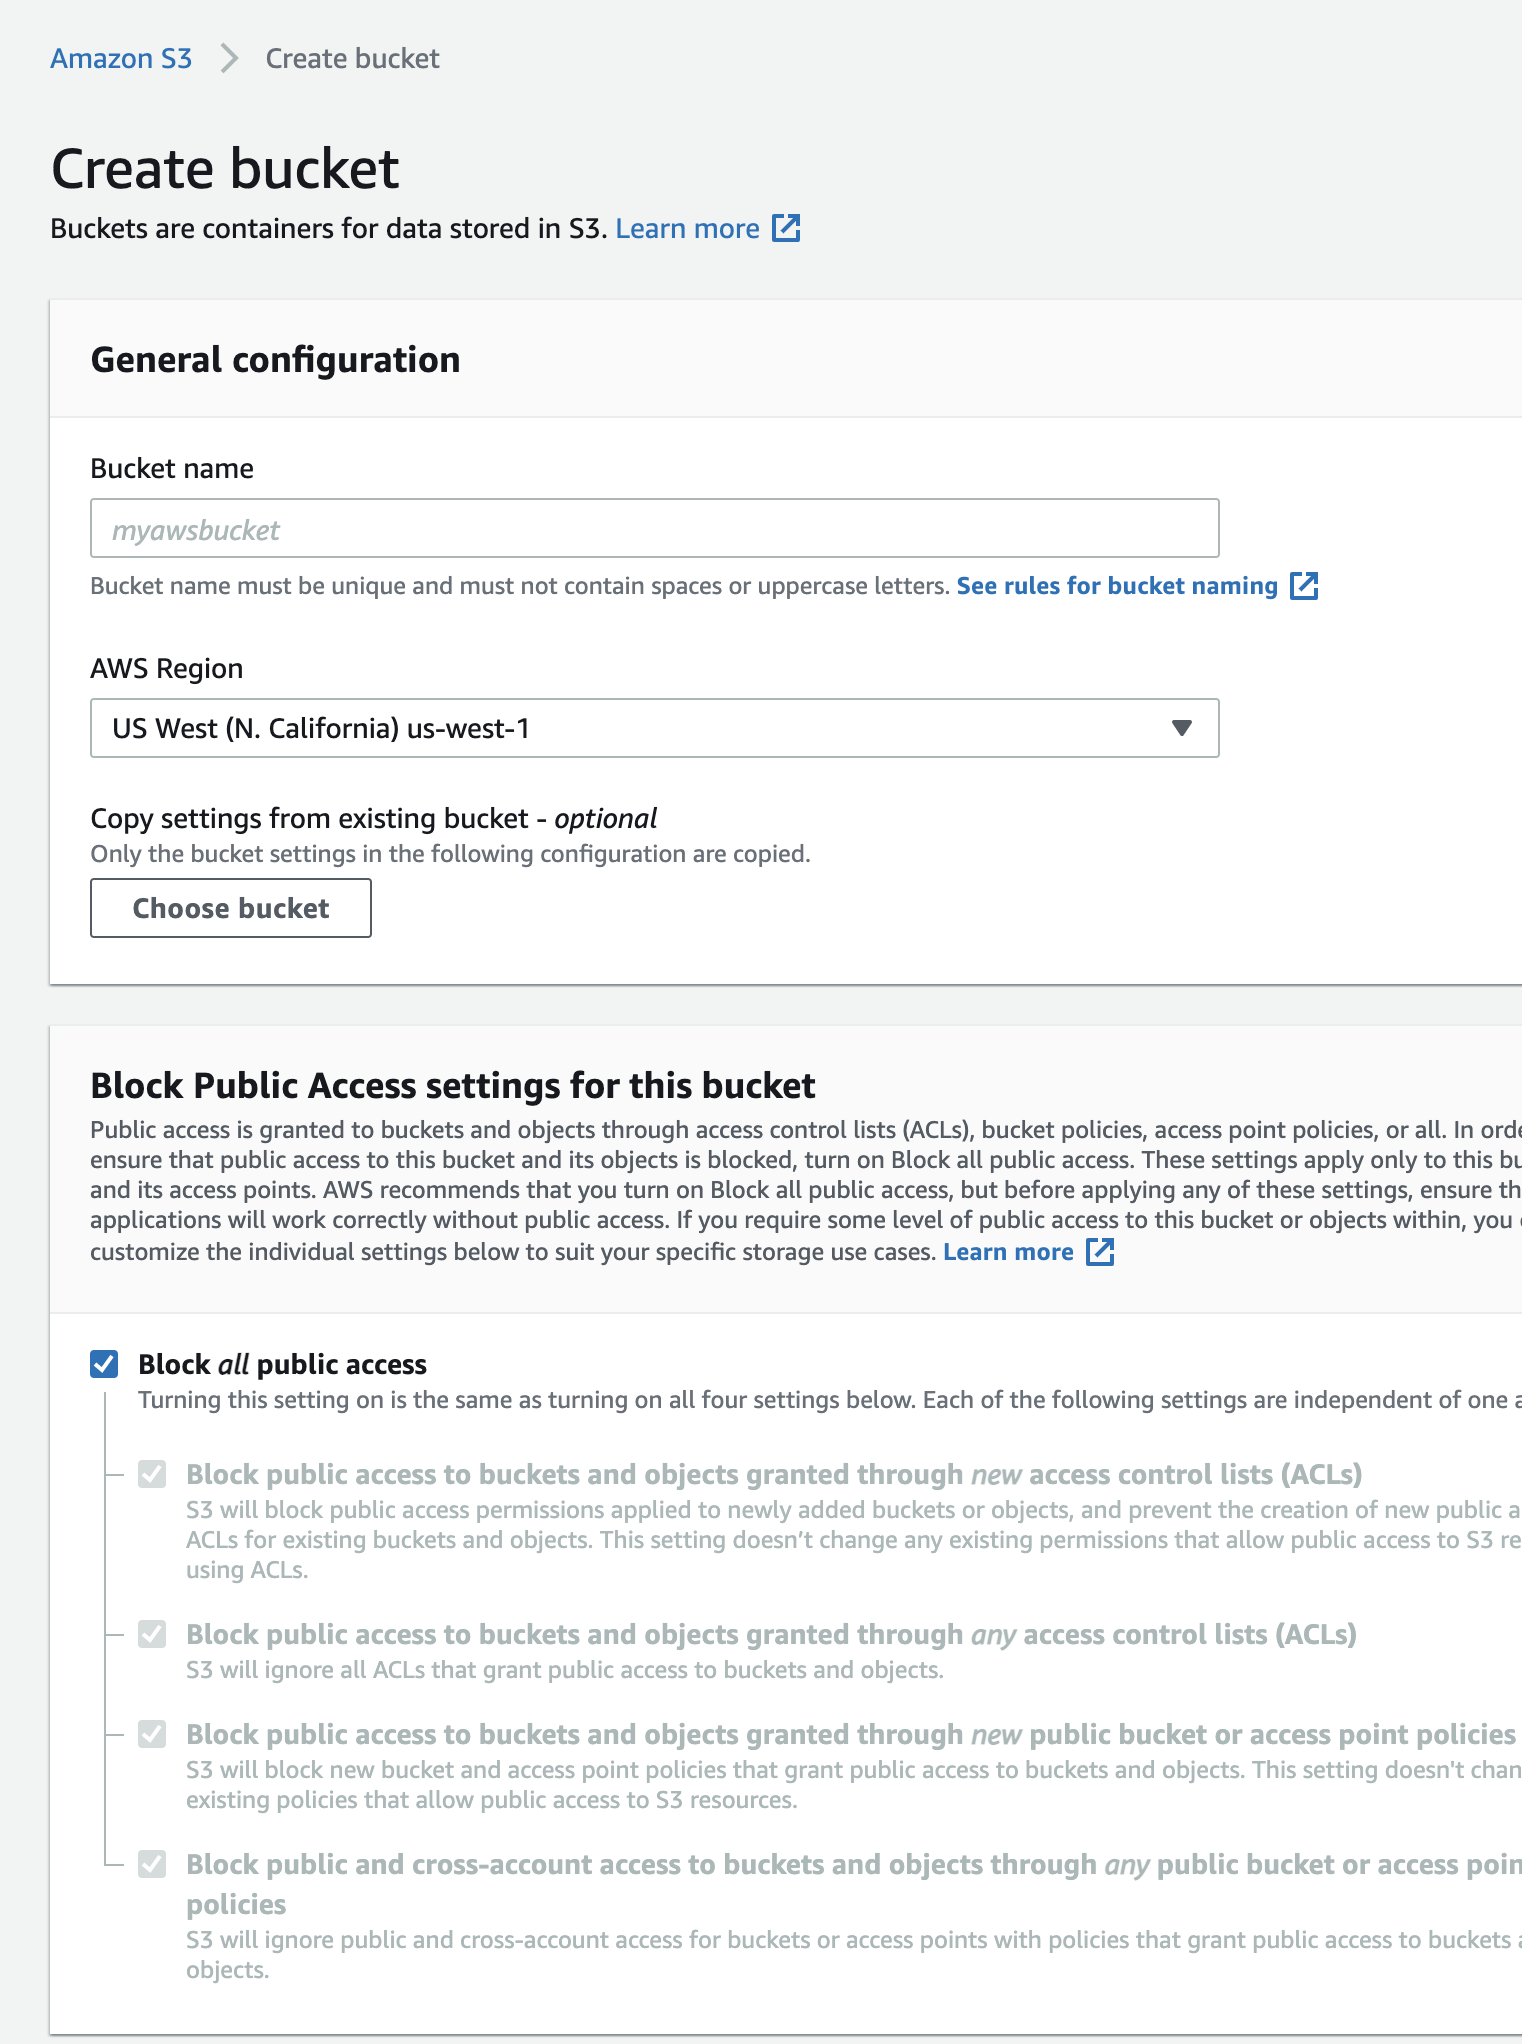 Amazon S3 > Create bucket
Create bucket
Buckets are containers for data stored in S3. Learn more
General configuration
Bucket name
myawsbucket
Bucket name must be unique and must not contain spaces or uppercase letters. See rules for bucket naming
AWS Region
US West (N. California) us-west-1
Copy settings from existing bucket - optional
Only the bucket settings in the following configuration are copied.
Choose bucket
Block Public Access settings for this bucket
Public access is granted to buckets and objects through access control lists (ACLs), bucket policies, access point policies, or all. In
ensure that public access to this bucket and its objects is blocked, turn on Block all public access. These settings apply only to this
and its access points. AWS recommends that you turn on Block all public access, but before applying any of these settings, ensure
applications will work correctly without public access. If you require some level of public access to this bucket or objects within, you
customize the individual settings below to suit your specific storage use cases. Learn more
Block all public access
Turning this setting on is the same as turning on all four settings below. Each of the following settings are independent of one
Block public access to buckets and objects granted through new access control lists (ACLs)
S3 will block public access permissions applied to newly added buckets or objects, and prevent the creation of new public
ACLs for existing buckets and objects. This setting doesn’t change any existing permissions that allow public access to S3
using ACLs.
Block public access to buckets and objects granted through any access control lists (ACLs)
S3 will ignore all ACLs that grant public access to buckets and objects.
Block public access to buckets and objects granted through new public bucket or access point policies
S3 will block new bucket and access point policies that grant public access to buckets and objects. This setting doesn't
existing policies that allow public access to S3 resources.
Block public and cross-account access to buckets and objects through any public bucket or access
policies
S3 will ignore public and cross-account access for buckets or access points with policies that grant public access to buckets
objects.